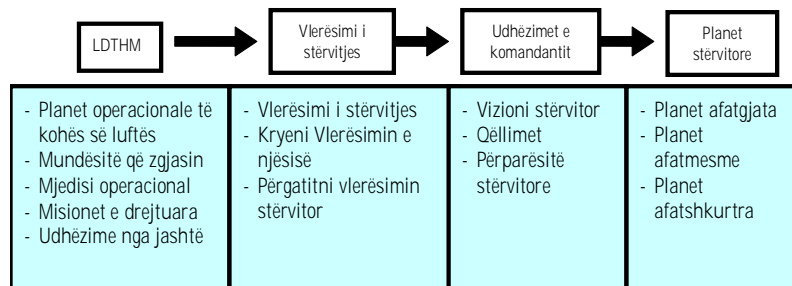 LDTHM
Vlerësimi i
stërvitjes
Udhëzimet e
komandantit
Planet
stërvitore
- Planet operacionale të
kohës së luftës
- Mundësitë që zgjasin
- Mjedisi operacional
- Misionet e drejtuara
- Udhëzime nga jashtë
- Vlerësimi i stërvitjes
- Kryeni Vlerësimin e
njësisë
- Përgatitni vlerësimin
stërvitor
- Vizioni stërvitor
- Qëllimet
- Përparësitë
stërvitore
- Planet afatgjata
- Planet
afatmesme
- Planet
afatshkurtra